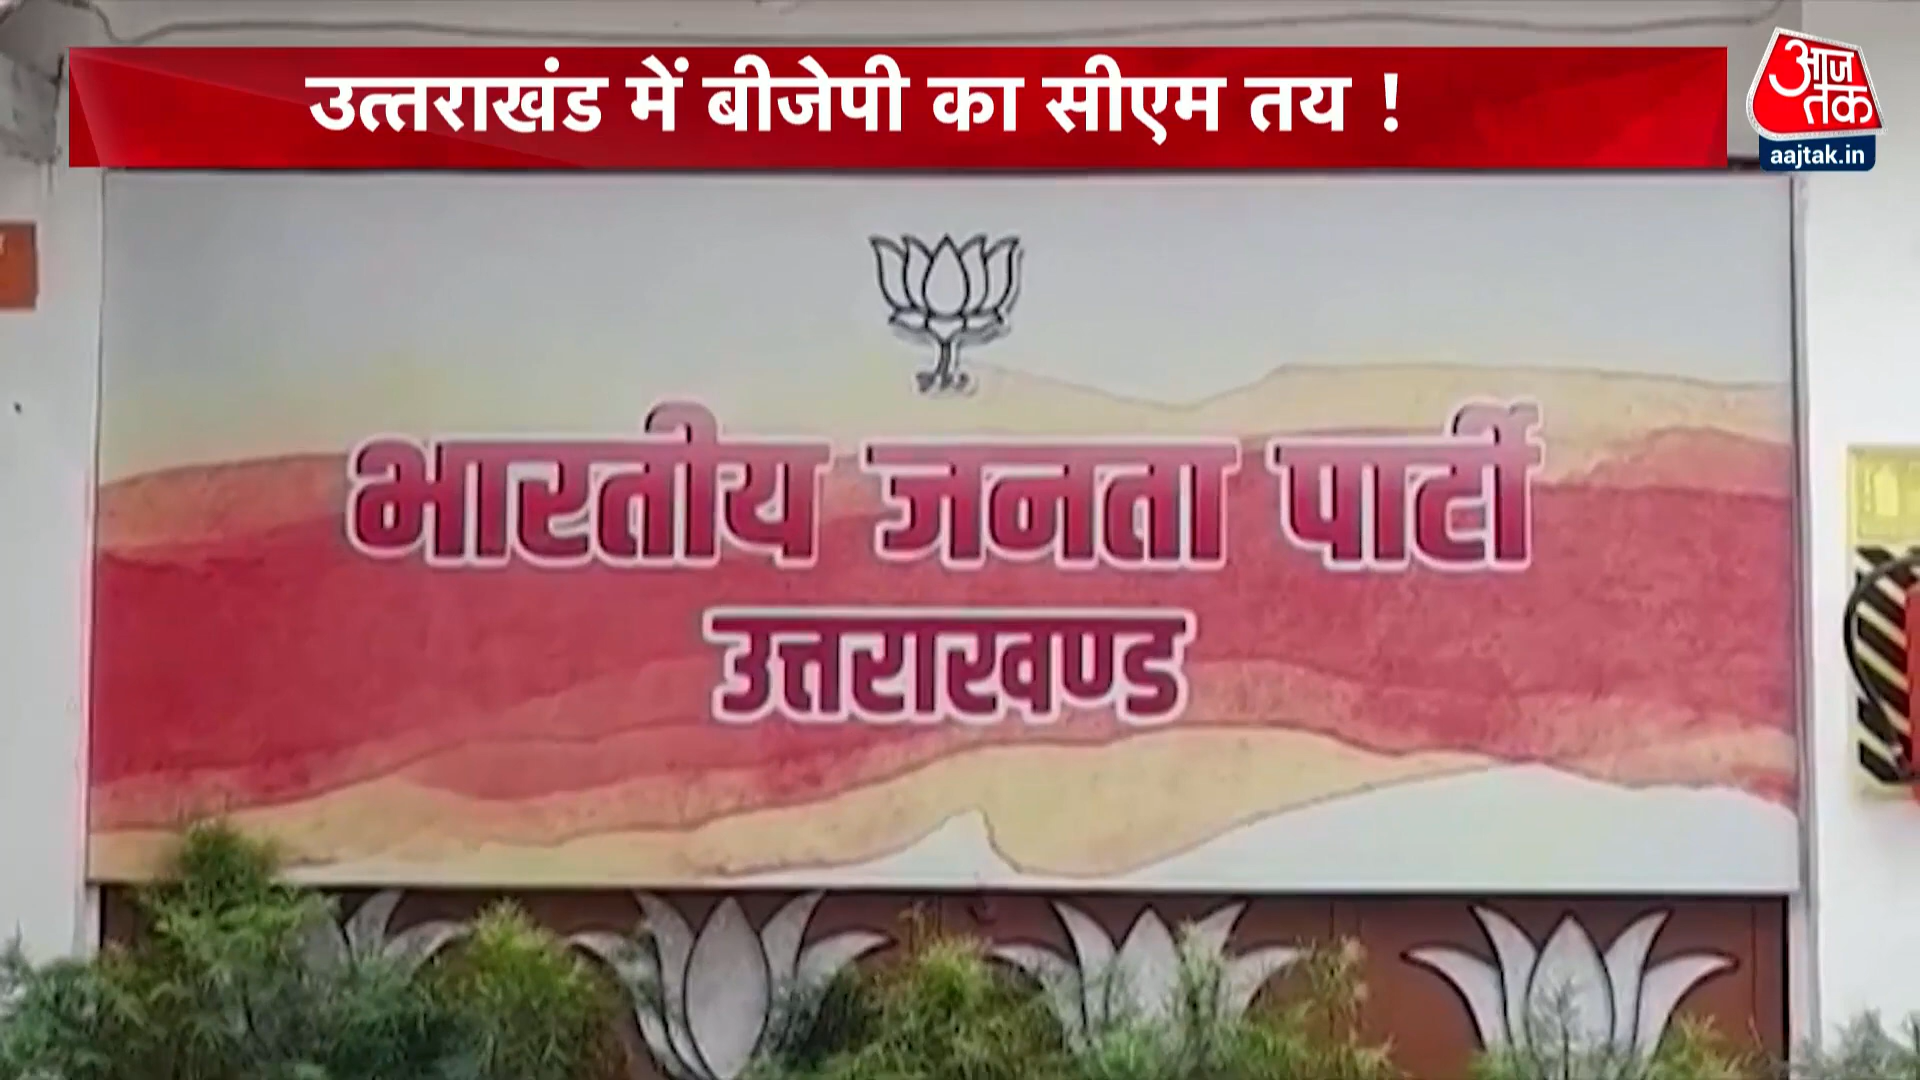 उत्तराखंड में बीजेपी का सीएम तय !
आज
तक
aajtak.in
भारतीय जनता पार्टी
उत्तराखण्ड